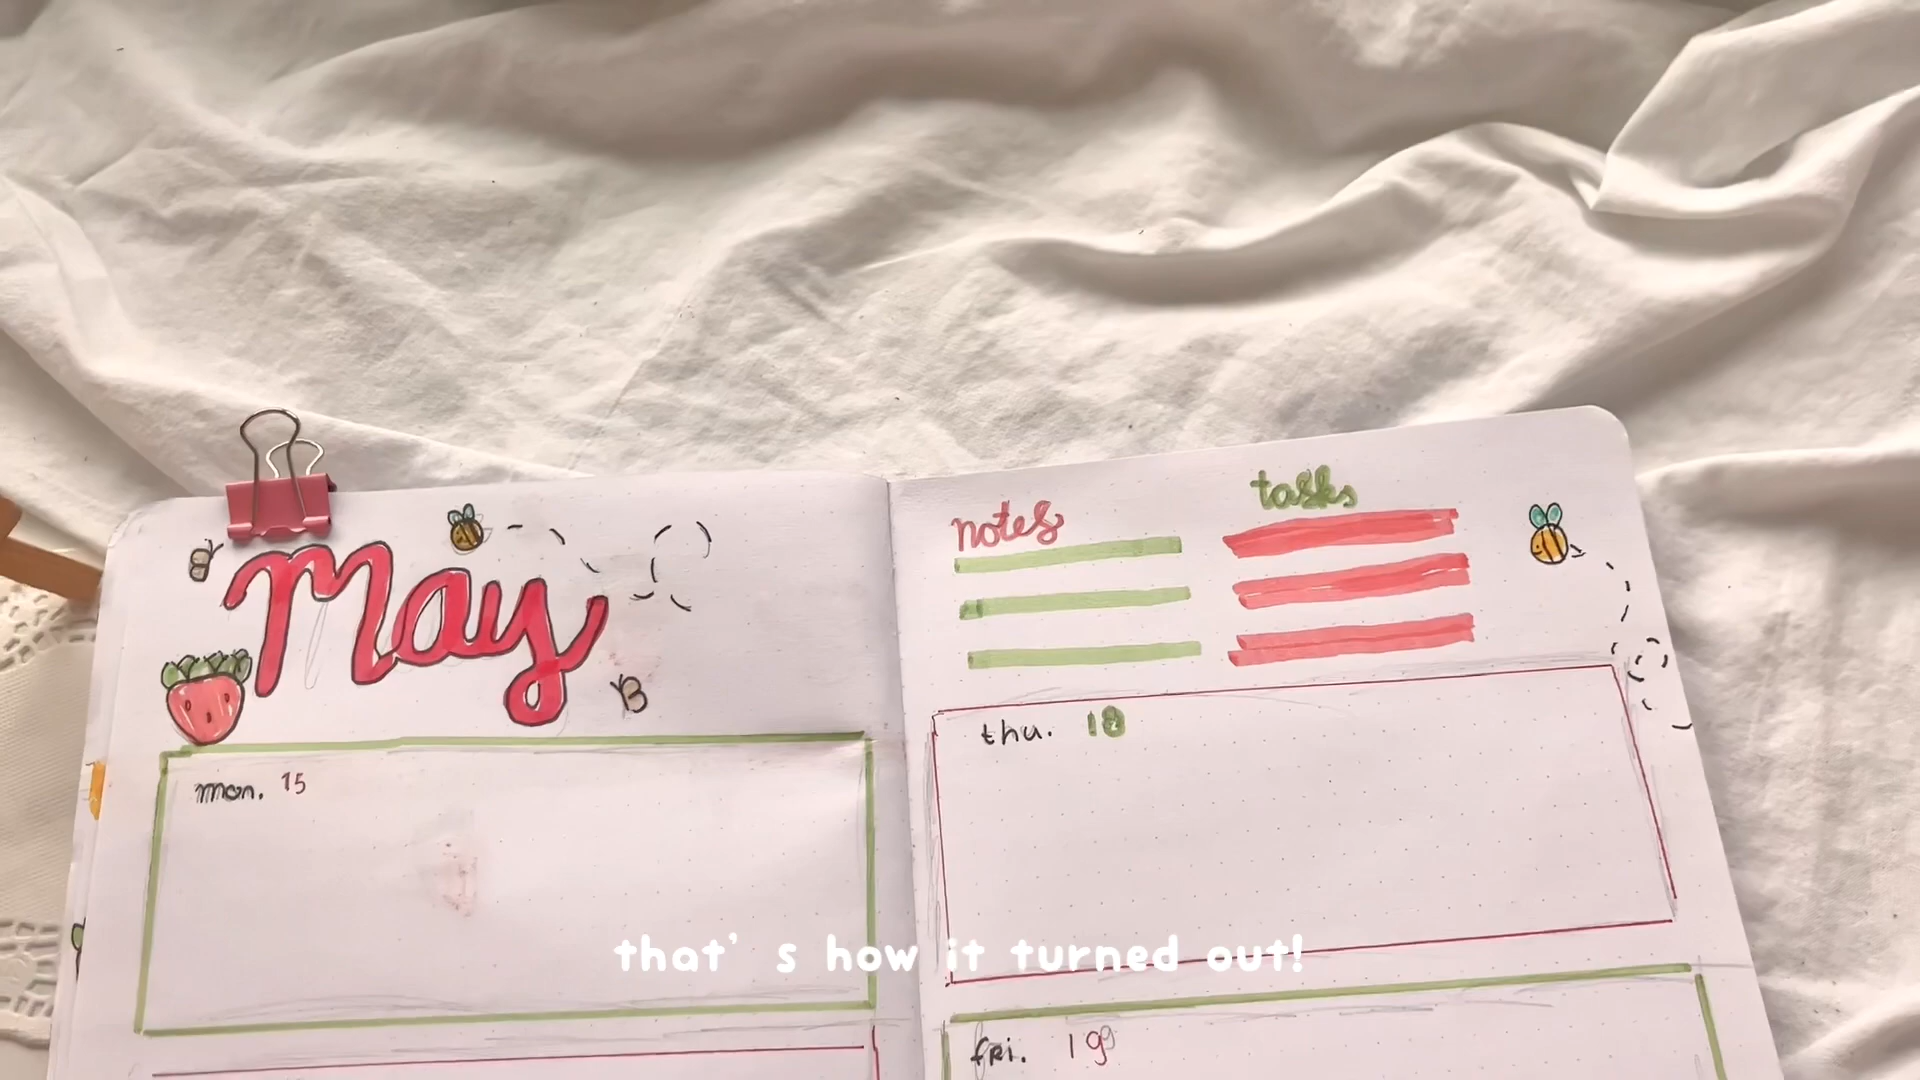 May
mon. 15
notes
tasks
thu. 18
fri. 19
that's how it turned out!